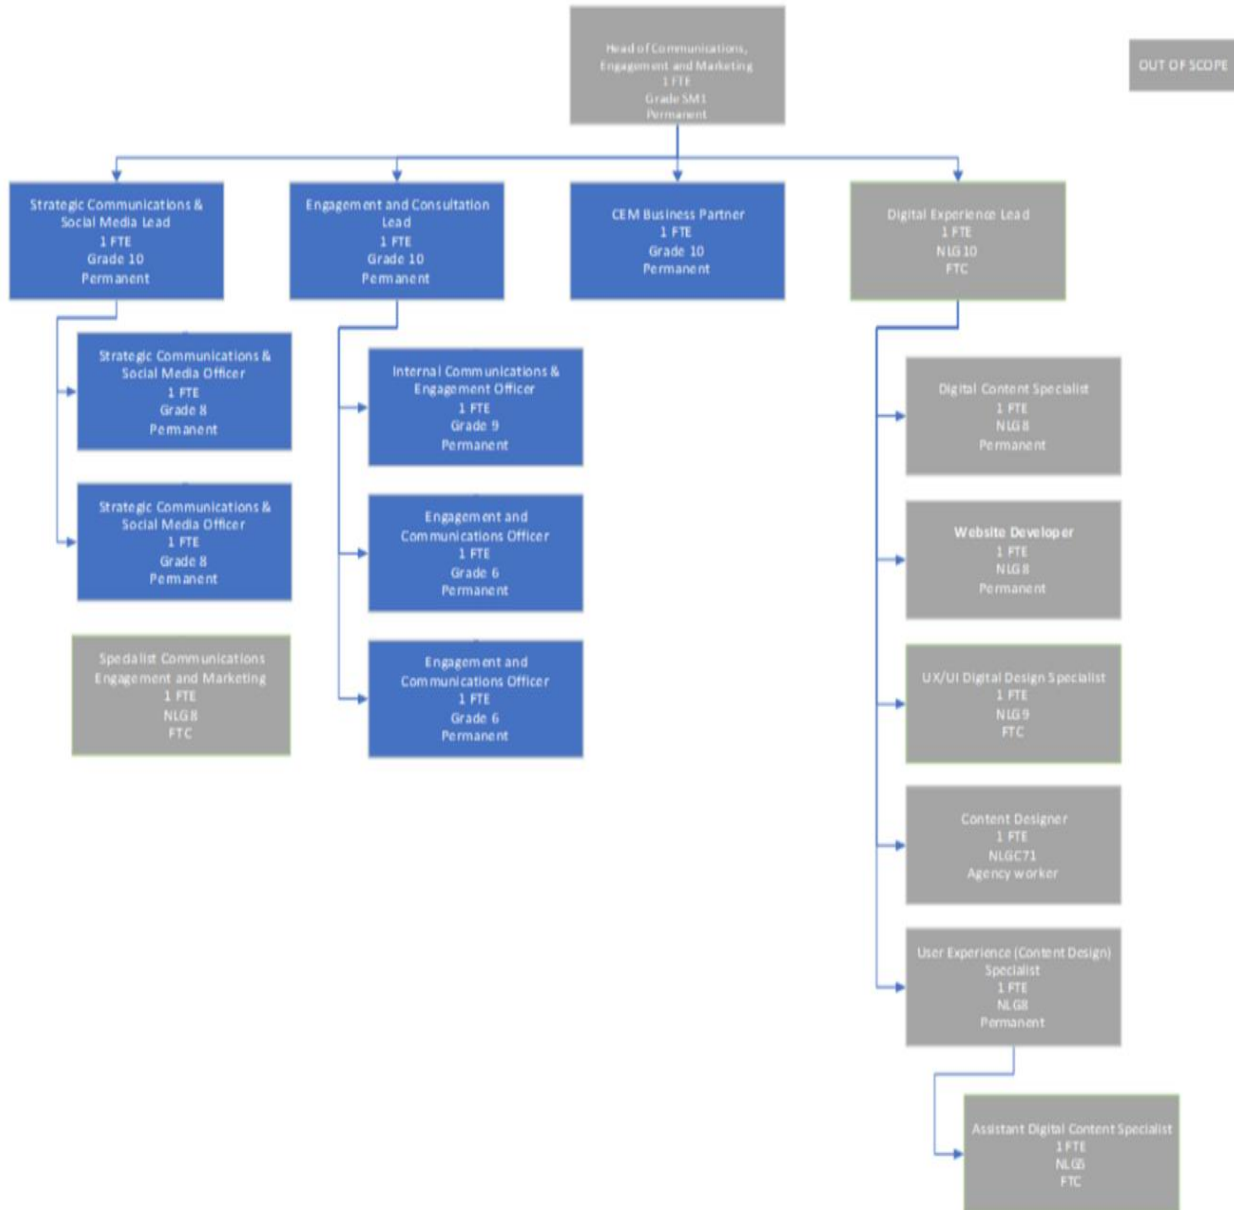 Head of Communications,
Engagement and Marketing
1 FTE
Grade SM1
Permanent
OUT OF SCOPE
Strategic Communications &
Social Media Lead
1 FTE
Grade 10
Permanent
Engagement and Consultation
Lead
1 FTE
Grade 10
Permanent
CEM Business Partner
1 FTE
Grade 10
Permanent
Digital Experience Lead
1 FTE
NLG10
FTC
Strategic Communications &
Social Media Officer
1 FTE
Grade 8
Permanent
Strategic Communications &
Social Media Officer
1 FTE
Grade 8
Permanent
Specialist Communications
Engagement and Marketing
1 FTE
NLG8
FTC
Internal Communications &
Engagement Officer
1 FTE
Grade 9
Permanent
Engagement and
Communications Officer
1 FTE
Grade 6
Permanent
Engagement and
Communications Officer
1 FTE
Grade 6
Permanent
Digital Content Specialist
1 FTE
NLG8
Permanent
Website Developer
1 FTE
NLG8
Permanent
UX/UI Digital Design Specialist
1 FTE
NLG9
FTC
Content Designer
1 FTE
NLGC71
Agency worker
User Experience (Content Design)
Specialist
1 FTE
NLG8
Permanent
Assistant Digital Content Specialist
1 FTE
NLG5
FTC